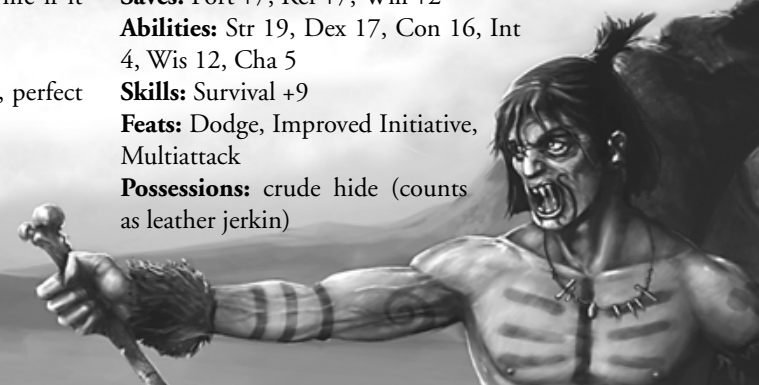 Abilities: Str 19, Dex 17, Con 16, Int
4, Wis 12, Cha 5
, perfect
Skills: Survival +9
Feats: Dodge, Improved Initiative,
Multiattack
Possessions: crude hide (counts
as leather jerkin)